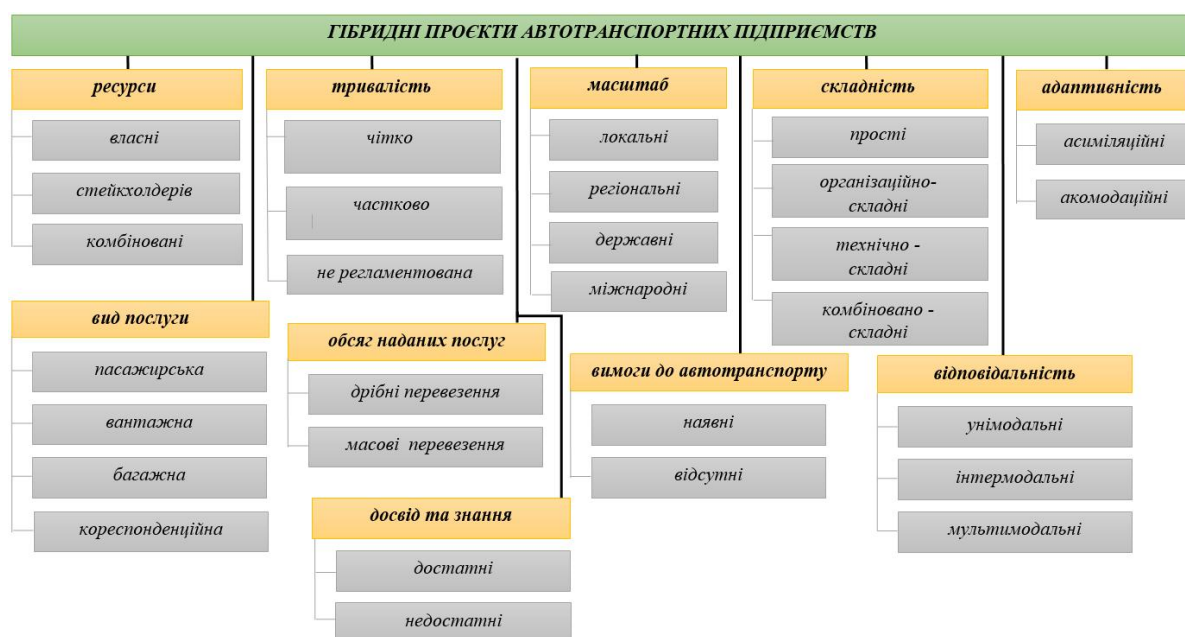 ГІБРИДНІ ПРОЄКТИ АВТОТРАНСПОРТНИХ ПІДПРИЄМСТВ
ресурси
власні
стейкхолдерів
комбіновані
тривалість
чітко
частково
не регламентована
масштаб
локальні
регіональні
державні
міжнародні
складність
прості
організаційно-
складні
технічно -
складні
комбіновано -
складні
адаптивність
асиміляційні
акомодаційні
вид послуги
пасажирська
вантажна
багажна
кореспонденційна
обсяг наданих послуг
дрібні перевезення
масові перевезення
досвід та знання
достатні
недостатні
вимоги до автотранспорту
наявні
відсутні
відповідальність
унімодальні
інтермодальні
мультимодальні